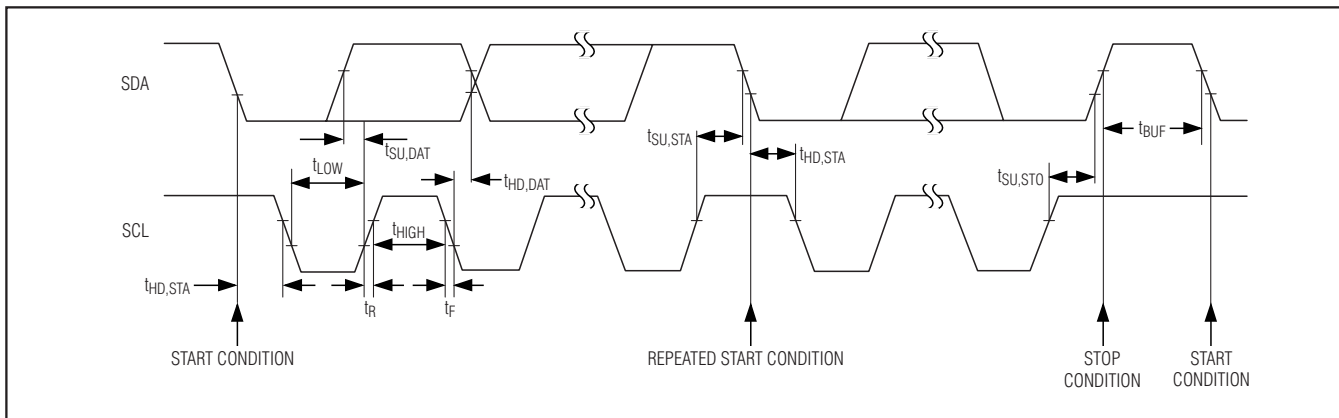 SDA
tSU,STA
tBUF
tSU,DAT
tHD,STA
tLOW
tHD,DAT
tSU,STO
SCL
tHIGH
tHD,STA
tR
tF
START CONDITION
REPEATED START CONDITION
STOP
CONDITION
START
CONDITION